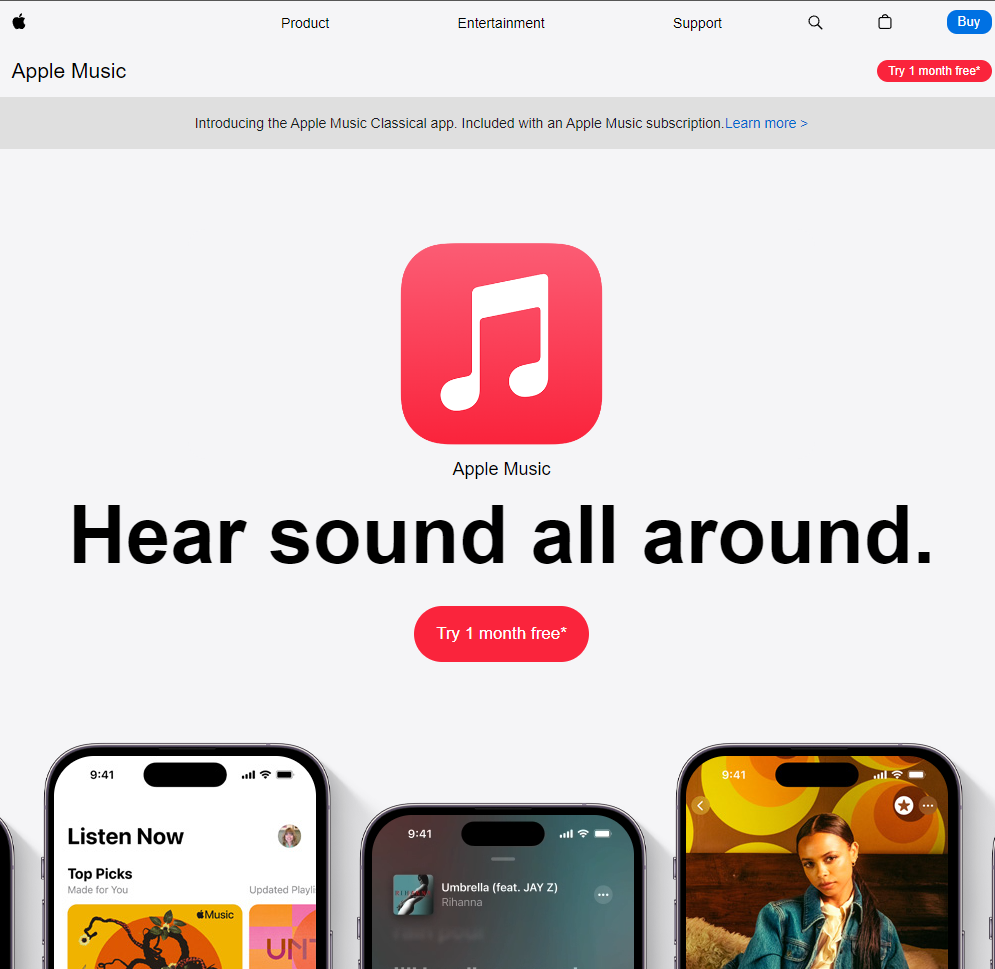 Product Entertainment Support Buy
Apple Music Try 1 month free*
Introducing the Apple Music Classical app. Included with an Apple Music subscription.Learn more >
Apple Music
Hear sound all around.
Try 1 month free*
9:41
Listen Now
Top Picks
Made for You
Updated Playli
Music
UNT
9:41
RIHANNA
Umbrella (feat. JAY Z)
Rihanna
9:41